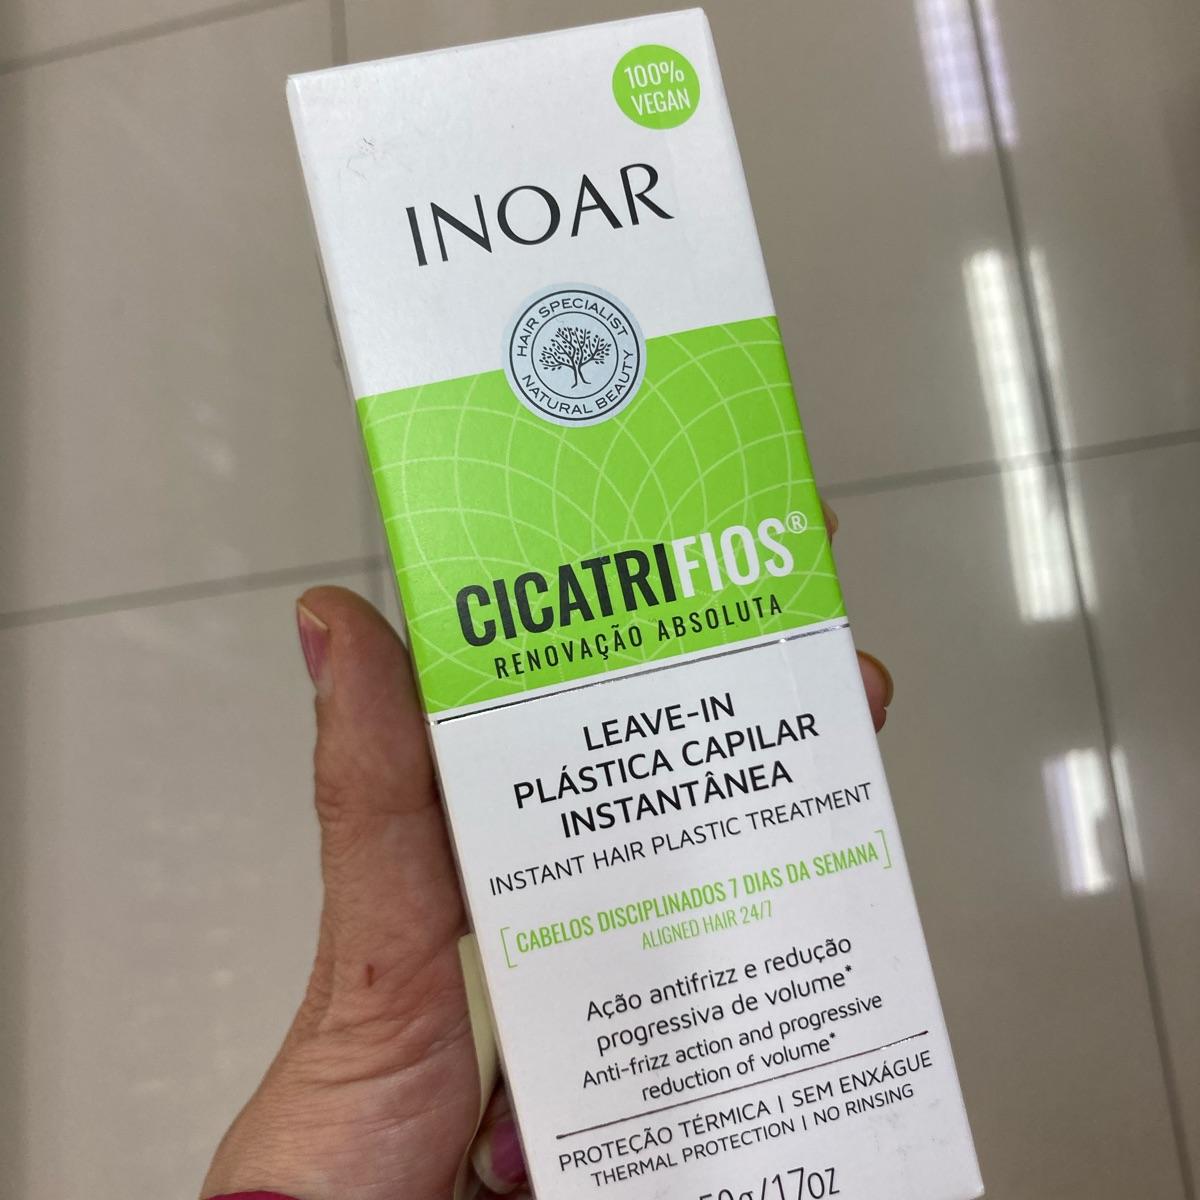 100%
VEGAN
INOAR
HAIR SPECIALIST
NATURAL BEAUTY
CICATRIFIOS®
RENOVAÇÃO ABSOLUTA
LEAVE-IN
PLÁSTICA CAPILAR
INSTANTÂNEA
INSTANT HAIR PLASTIC TREATMENT
[CABELOS DISCIPLINADOS 7 DIAS DA SEMANA]
ALIGNED HAIR 24/7
Ação antifrizz e redução
progressiva de volume*
Anti-frizz action and progressive
reduction of volume*
PROTEÇÃO TÉRMICA | SEM ENXÁGUE
THERMAL PROTECTION | NO RINSING
50g/17oz